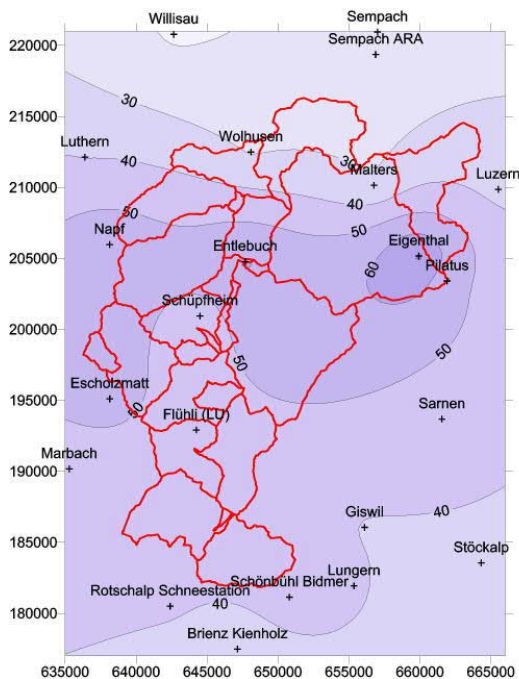 Willisau
Sempach
220000
Sempach ARA
215000
30
Wolhusen
30
Luthern
40
Malters
Luzern
210000
40
50
50
Napf
Eigenthal
205000
Entlebuch
60
Pilatus
Schüpfheim
200000
50
50
Escholzmatt
195000
50
Flühli (LU)
Sarnen
Marbach
190000
Giswil
40
185000
Stöckalp
Lungern
Rotschalp Schneestation
Schönbühl Bidmer
180000
40
Brienz Kienholz
635000 640000 645000 650000 655000 660000 665000